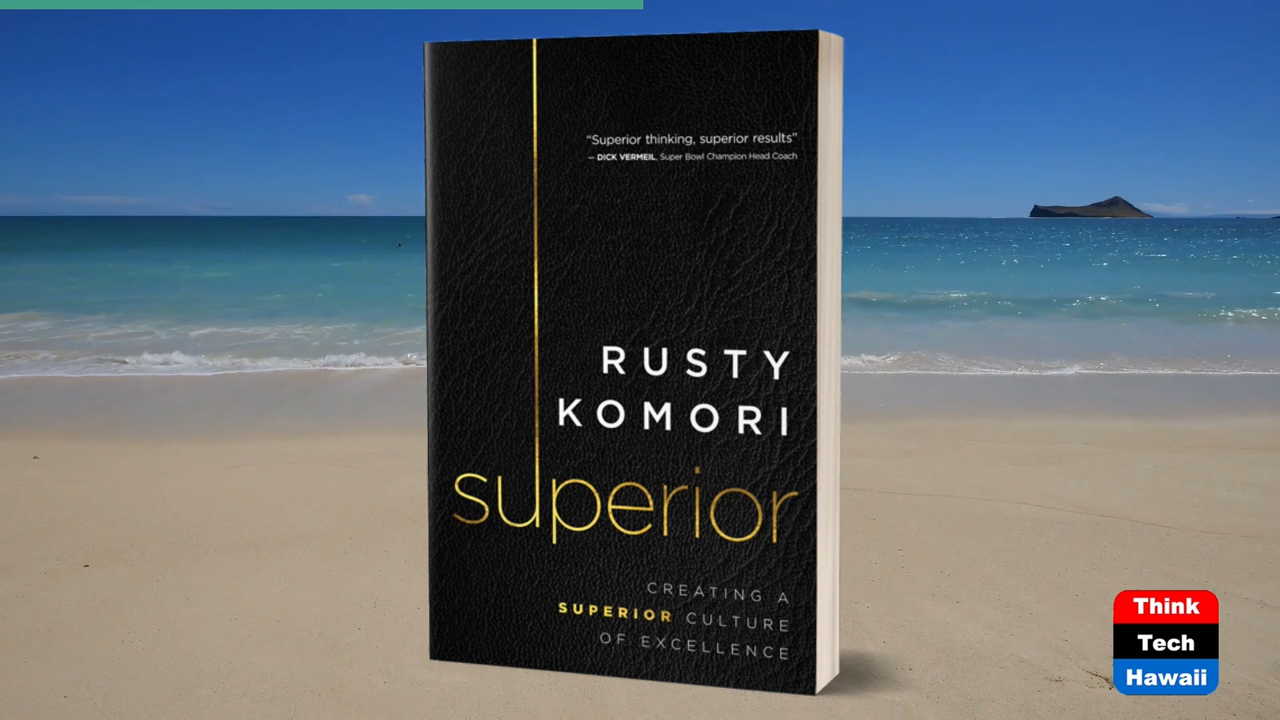 “Superior thinking, superior results”
— DICK VERMEIL, Super Bowl Champion Head Coach
RUSTY
KOMORI
superior
CREATING A
SUPERIOR CULTURE
OF EXCELLENCE
Think
Tech
Hawaii